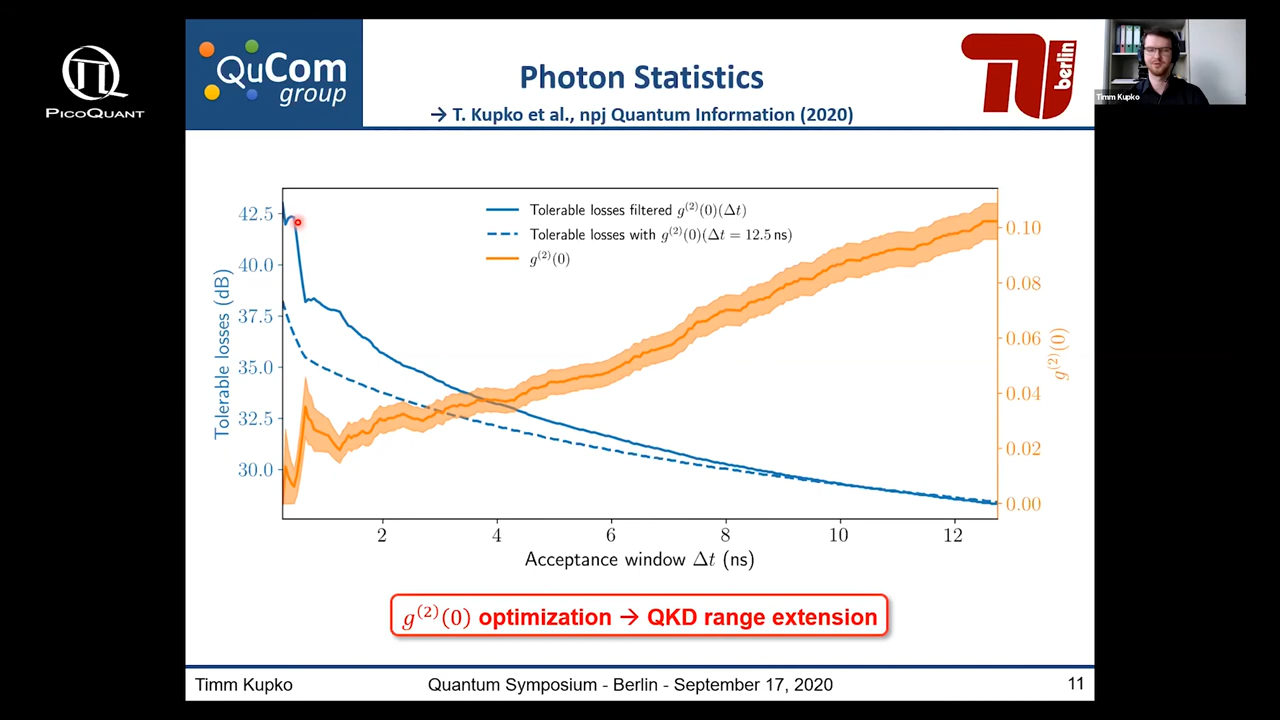 PICOQUANT
QuCom
group
Photon Statistics
→ T. Kupko et al., npj Quantum Information (2020)
TU
berlin
Timm Kupko
Tolerable losses filtered g⁽²⁾(0)(Δt)
Tolerable losses with g⁽²⁾(0)(Δt = 12.5 ns)
g⁽²⁾(0)
Tolerable losses (dB)
42.5
40.0
37.5
35.0
32.5
30.0
0.10
0.08
0.06
0.04
0.02
0.00
g⁽²⁾(0)
2 4 6 8 10 12
Acceptance window Δt (ns)
g⁽²⁾(0) optimization → QKD range extension
Timm Kupko Quantum Symposium - Berlin - September 17, 2020 11